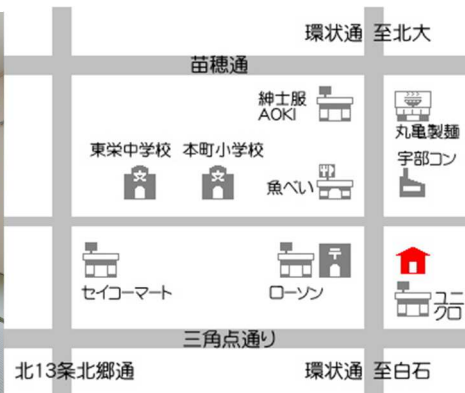 環状通 至北大
苗穂通
紳士服
AOKI
丸亀製麺
東栄中学校 本町小学校
宇部コン
魚べい
セイコーマート
ローソン
ユニ
クロ
三角点通り
北13条北郷通
環状通 至白石